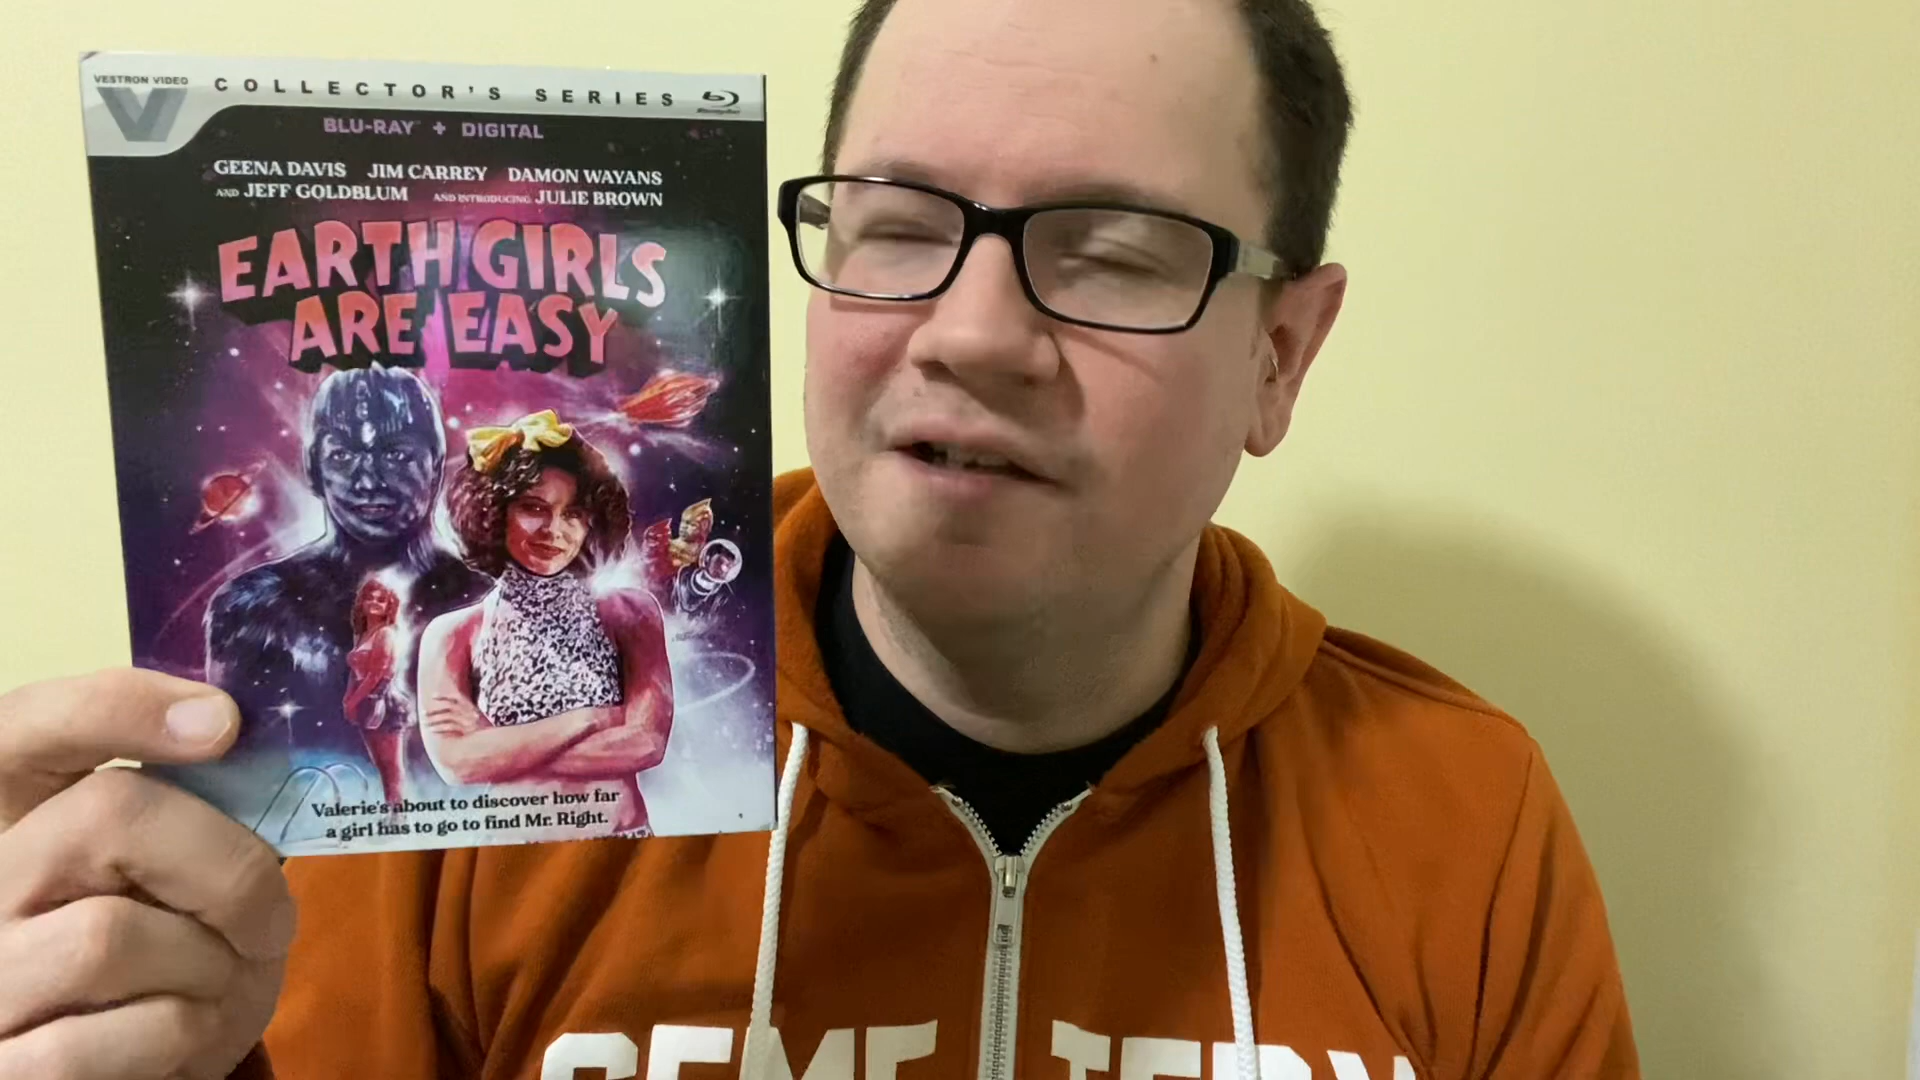 VESTRON VIDEO
COLLECTOR'S SERIES
BLU-RAY + DIGITAL
GEENA DAVIS JIM CARREY DAMON WAYANS
AND JEFF GOLDBLUM AND INTRODUCING JULIE BROWN
EARTH GIRLS
ARE EASY
Valerie's about to discover how far
a girl has to go to find Mr. Right.